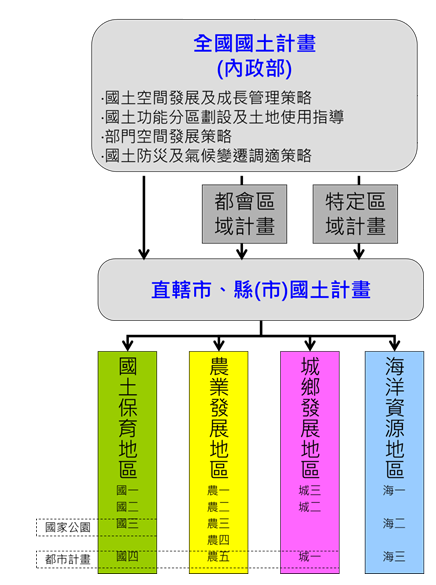 全國國土計畫
(內政部)
·國土空間發展及成長管理策略
·國土功能分區劃設及土地使用指導
·部門空間發展策略
·國土防災及氣候變遷調適策略
都會區
域計畫
特定區
域計畫
直轄市、縣(市)國土計畫
國土保育地區
農業發展地區
城鄉發展地區
海洋資源地區
國一
農一
城三
海一
國二
農二
城二
國家公園
國三
農三
海二
農四
都市計畫
國四
農五
城一
海三